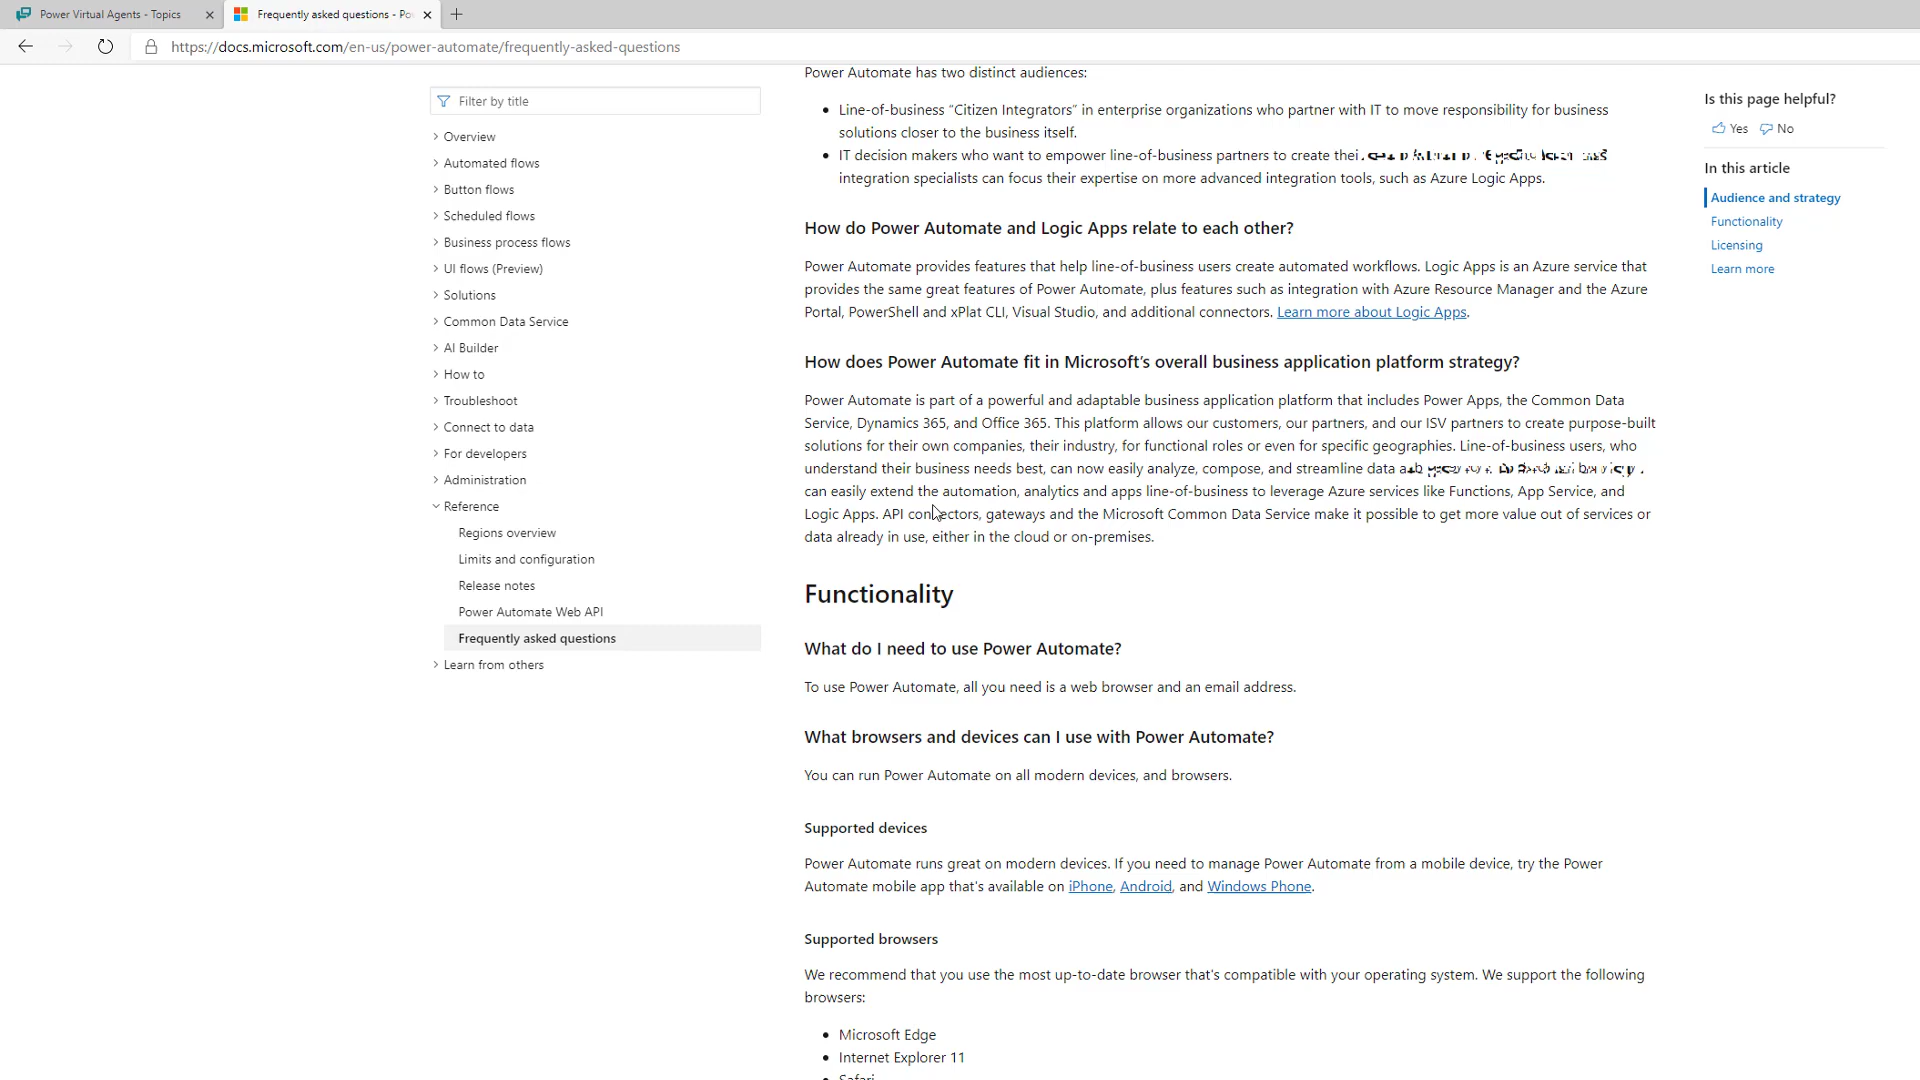 Power Virtual Agents - Topics
Frequently asked questions - Po
https://docs.microsoft.com/en-us/power-automate/frequently-asked-questions
Filter by title
Overview
Automated flows
Button flows
Scheduled flows
Business process flows
UI flows (Preview)
Solutions
Common Data Service
AI Builder
How to
Troubleshoot
Connect to data
For developers
Administration
Reference
Regions overview
Limits and configuration
Release notes
Power Automate Web API
Frequently asked questions
Learn from others
Power Automate has two distinct audiences:
• Line-of-business “Citizen Integrators” in enterprise organizations who partner with IT to move responsibility for business
solutions closer to the business itself.
• IT decision makers who want to empower line-of-business partners to create
integration specialists can focus their expertise on more advanced integration tools, such as Azure Logic Apps.
How do Power Automate and Logic Apps relate to each other?
Power Automate provides features that help line-of-business users create automated workflows. Logic Apps is an Azure service that
provides the same great features of Power Automate, plus features such as integration with Azure Resource Manager and the Azure
Portal, PowerShell and xPlat CLI, Visual Studio, and additional connectors. Learn more about Logic Apps.
How does Power Automate fit in Microsoft’s overall business application platform strategy?
Power Automate is part of a powerful and adaptable business application platform that includes Power Apps, the Common Data
Service, Dynamics 365, and Office 365. This platform allows our customers, our partners, and our ISV partners to create purpose-built
solutions for their own companies, their industry, for functional roles or even for specific geographies. Line-of-business users, who
understand their business needs best, can now easily analyze, compose, and streamline data
can easily extend the automation, analytics and apps line-of-business to leverage Azure services like Functions, App Service, and
Logic Apps. API connectors, gateways and the Microsoft Common Data Service make it possible to get more value out of services or
data already in use, either in the cloud or on-premises.
Functionality
What do I need to use Power Automate?
To use Power Automate, all you need is a web browser and an email address.
What browsers and devices can I use with Power Automate?
You can run Power Automate on all modern devices, and browsers.
Supported devices
Power Automate runs great on modern devices. If you need to manage Power Automate from a mobile device, try the Power
Automate mobile app that's available on iPhone, Android, and Windows Phone.
Supported browsers
We recommend that you use the most up-to-date browser that's compatible with your operating system. We support the following
browsers:
• Microsoft Edge
• Internet Explorer 11
• Safari
Is this page helpful?
Yes No
In this article
Audience and strategy
Functionality
Licensing
Learn more